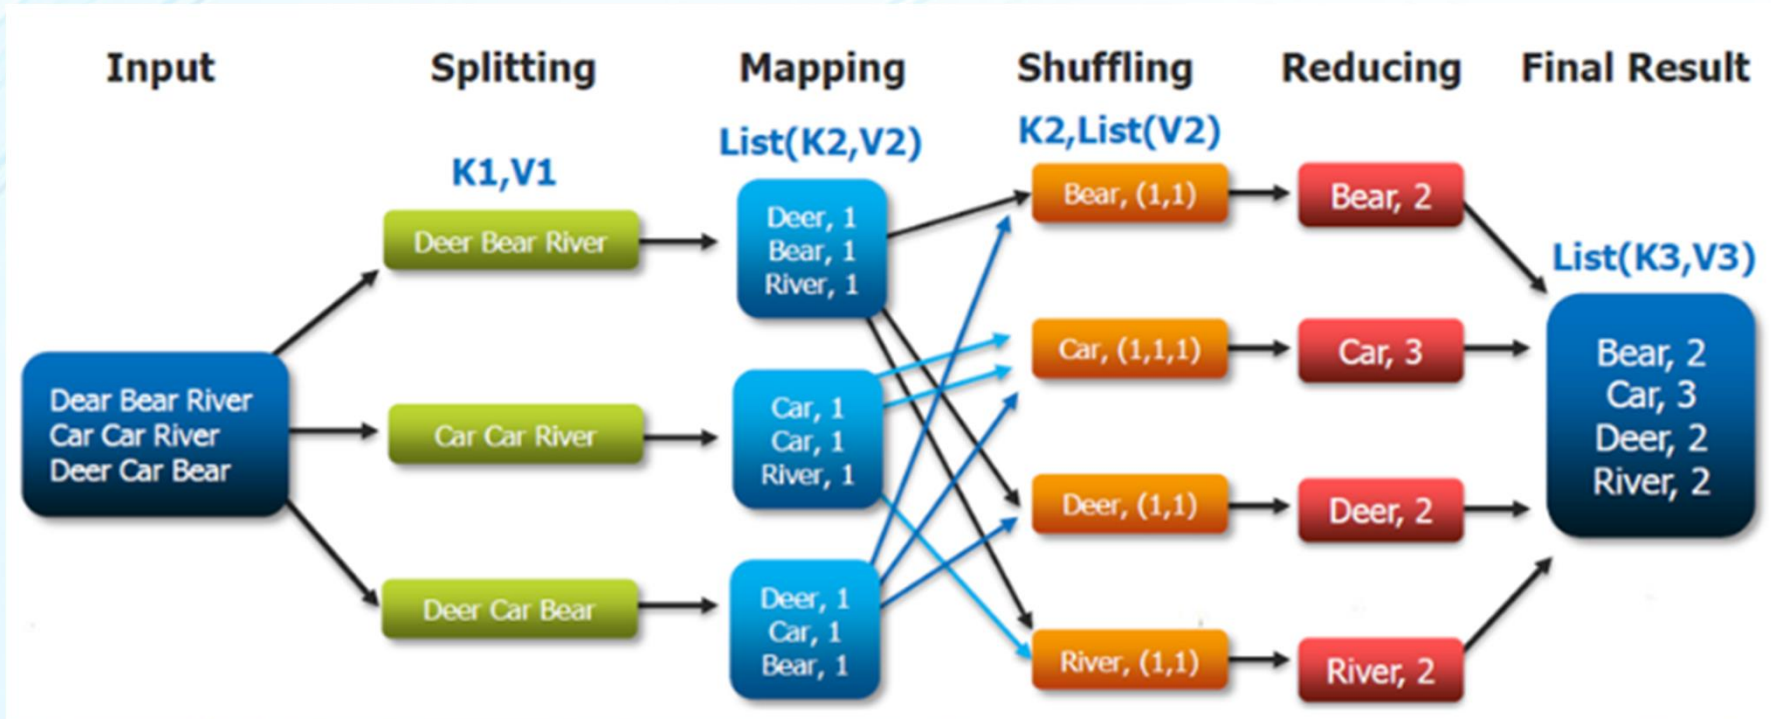 Input
Splitting
Mapping
Shuffling
Reducing
Final Result
K1,V1
List(K2,V2)
K2,List(V2)
List(K3,V3)
Dear Bear River
Car Car River
Deer Car Bear
Deer Bear River
Car Car River
Deer Car Bear
Deer, 1
Bear, 1
River, 1
Car, 1
Car, 1
River, 1
Deer, 1
Car, 1
Bear, 1
Bear, (1,1)
Car, (1,1,1)
Deer, (1,1)
River, (1,1)
Bear, 2
Car, 3
Deer, 2
River, 2
Bear, 2
Car, 3
Deer, 2
River, 2